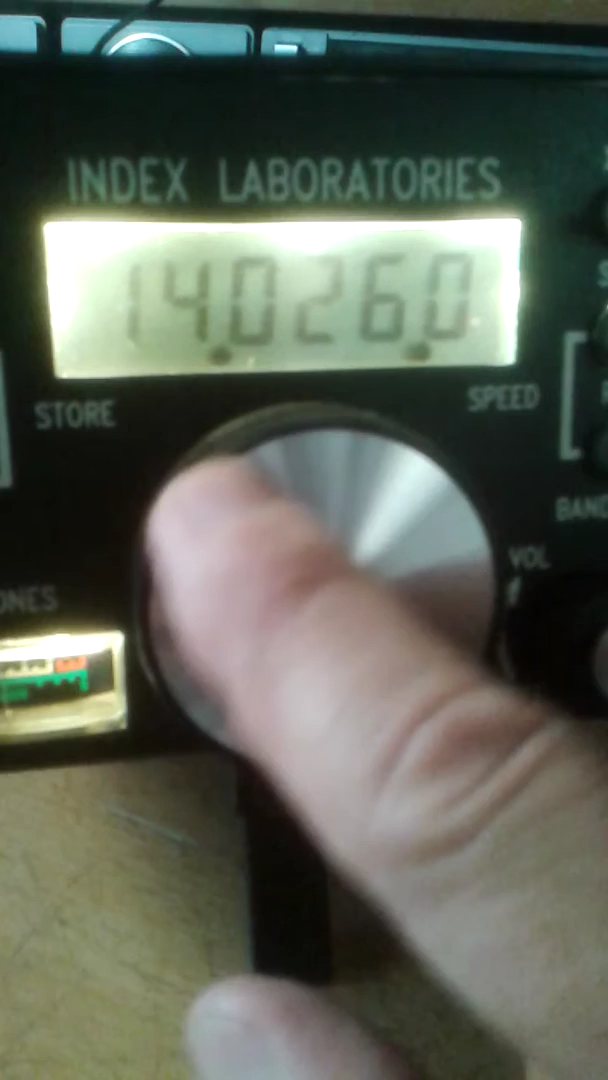 INDEX LABORATORIES
14.026.0
STORE
SPEED
BAND
VOL
ONES